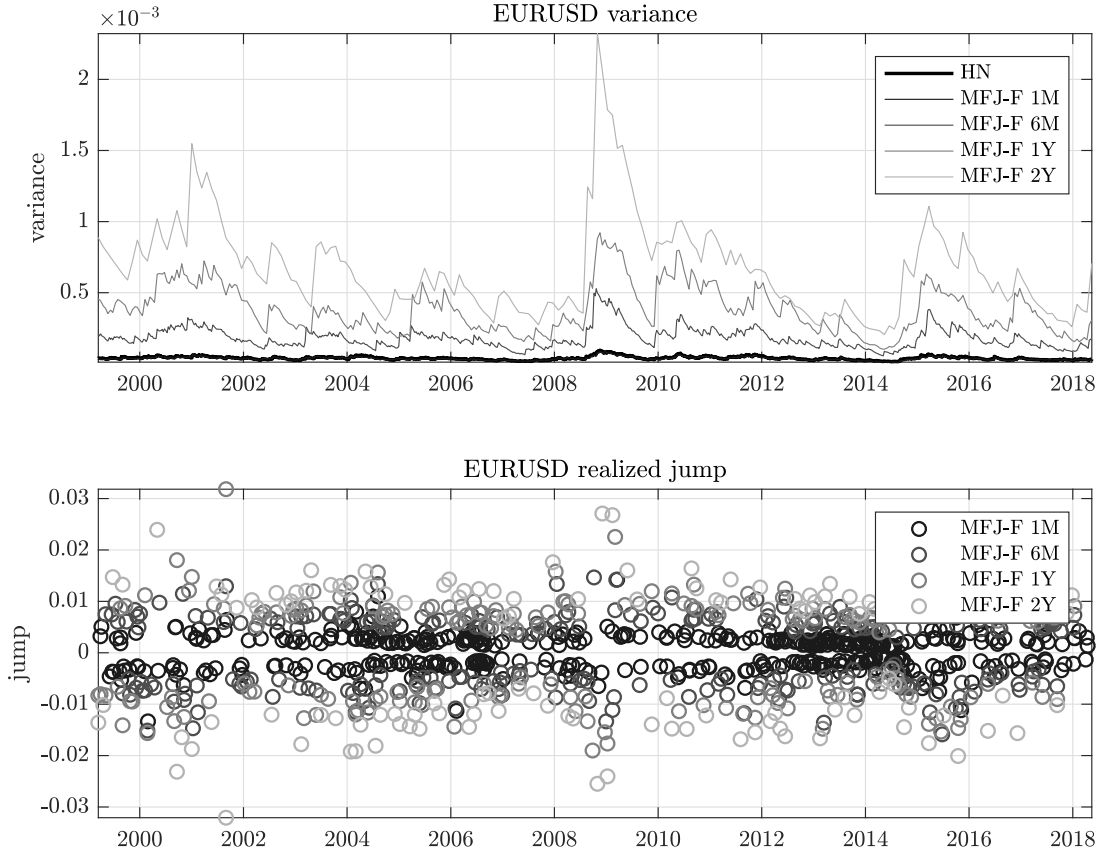 ×10⁻³
EURUSD variance
2
1.5
1
0.5
variance
HN
MFJ-F 1M
MFJ-F 6M
MFJ-F 1Y
MFJ-F 2Y
2000 2002 2004 2006 2008 2010 2012 2014 2016 2018
EURUSD realized jump
0.03
0.02
0.01
0
-0.01
-0.02
-0.03
jump
MFJ-F 1M
MFJ-F 6M
MFJ-F 1Y
MFJ-F 2Y
2000 2002 2004 2006 2008 2010 2012 2014 2016 2018